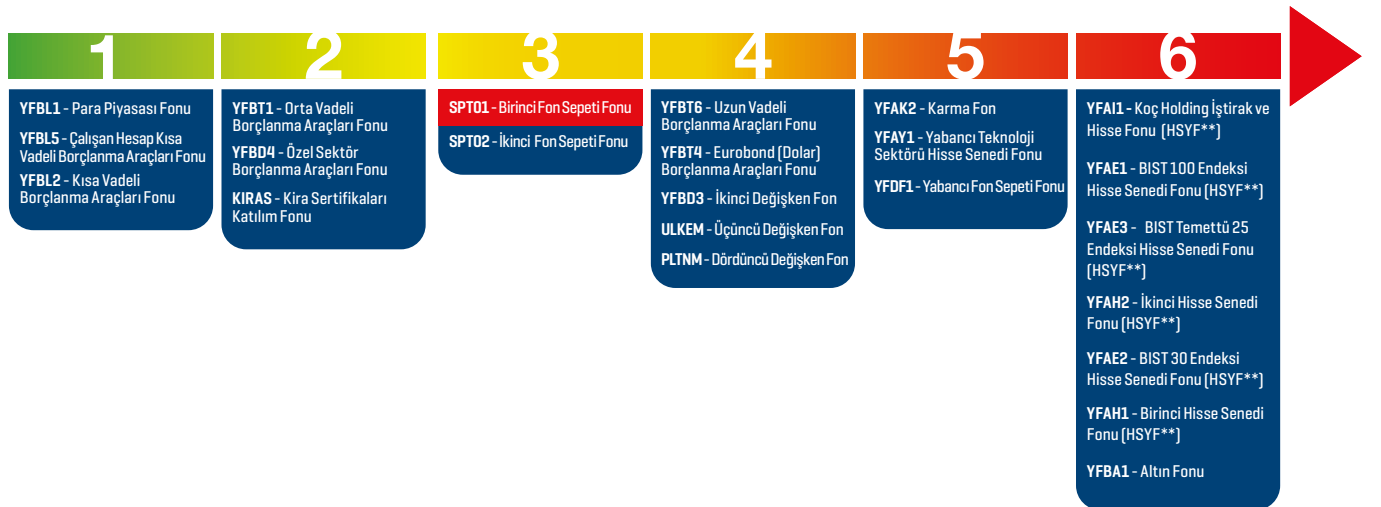 1
YFBL1 - Para Piyasası Fonu
YFBL5 - Çalışan Hesap Kısa
Vadeli Borçlanma Araçları Fonu
YFBL2 - Kısa Vadeli
Borçlanma Araçları Fonu
2
YFBT1 - Orta Vadeli
Borçlanma Araçları Fonu
YFBD4 - Özel Sektör
Borçlanma Araçları Fonu
KIRAS - Kira Sertifikaları
Katılım Fonu
3
SPT01 - Birinci Fon Sepeti Fonu
SPT02 - İkinci Fon Sepeti Fonu
4
YFBT6 - Uzun Vadeli
Borçlanma Araçları Fonu
YFBT4 - Eurobond (Dolar)
Borçlanma Araçları Fonu
YFBD3 - İkinci Değişken Fon
ULKEM - Üçüncü Değişken Fon
PLTNM - Dördüncü Değişken Fon
5
YFAK2 - Karma Fon
YFAY1 - Yabancı Teknoloji
Sektörü Hisse Senedi Fonu
YFDF1 - Yabancı Fon Sepeti Fonu
6
YFAI1 - Koç Holding İştirak ve
Hisse Fonu (HSYF**)
YFAE1 - BIST 100 Endeksi
Hisse Senedi Fonu (HSYF**)
YFAE3 - BIST Temettü 25
Endeksi Hisse Senedi Fonu
(HSYF**)
YFAH2 - İkinci Hisse Senedi
Fonu (HSYF**)
YFAE2 - BIST 30 Endeksi
Hisse Senedi Fonu (HSYF**)
YFAH1 - Birinci Hisse Senedi
Fonu (HSYF**)
YFBA1 - Altın Fonu